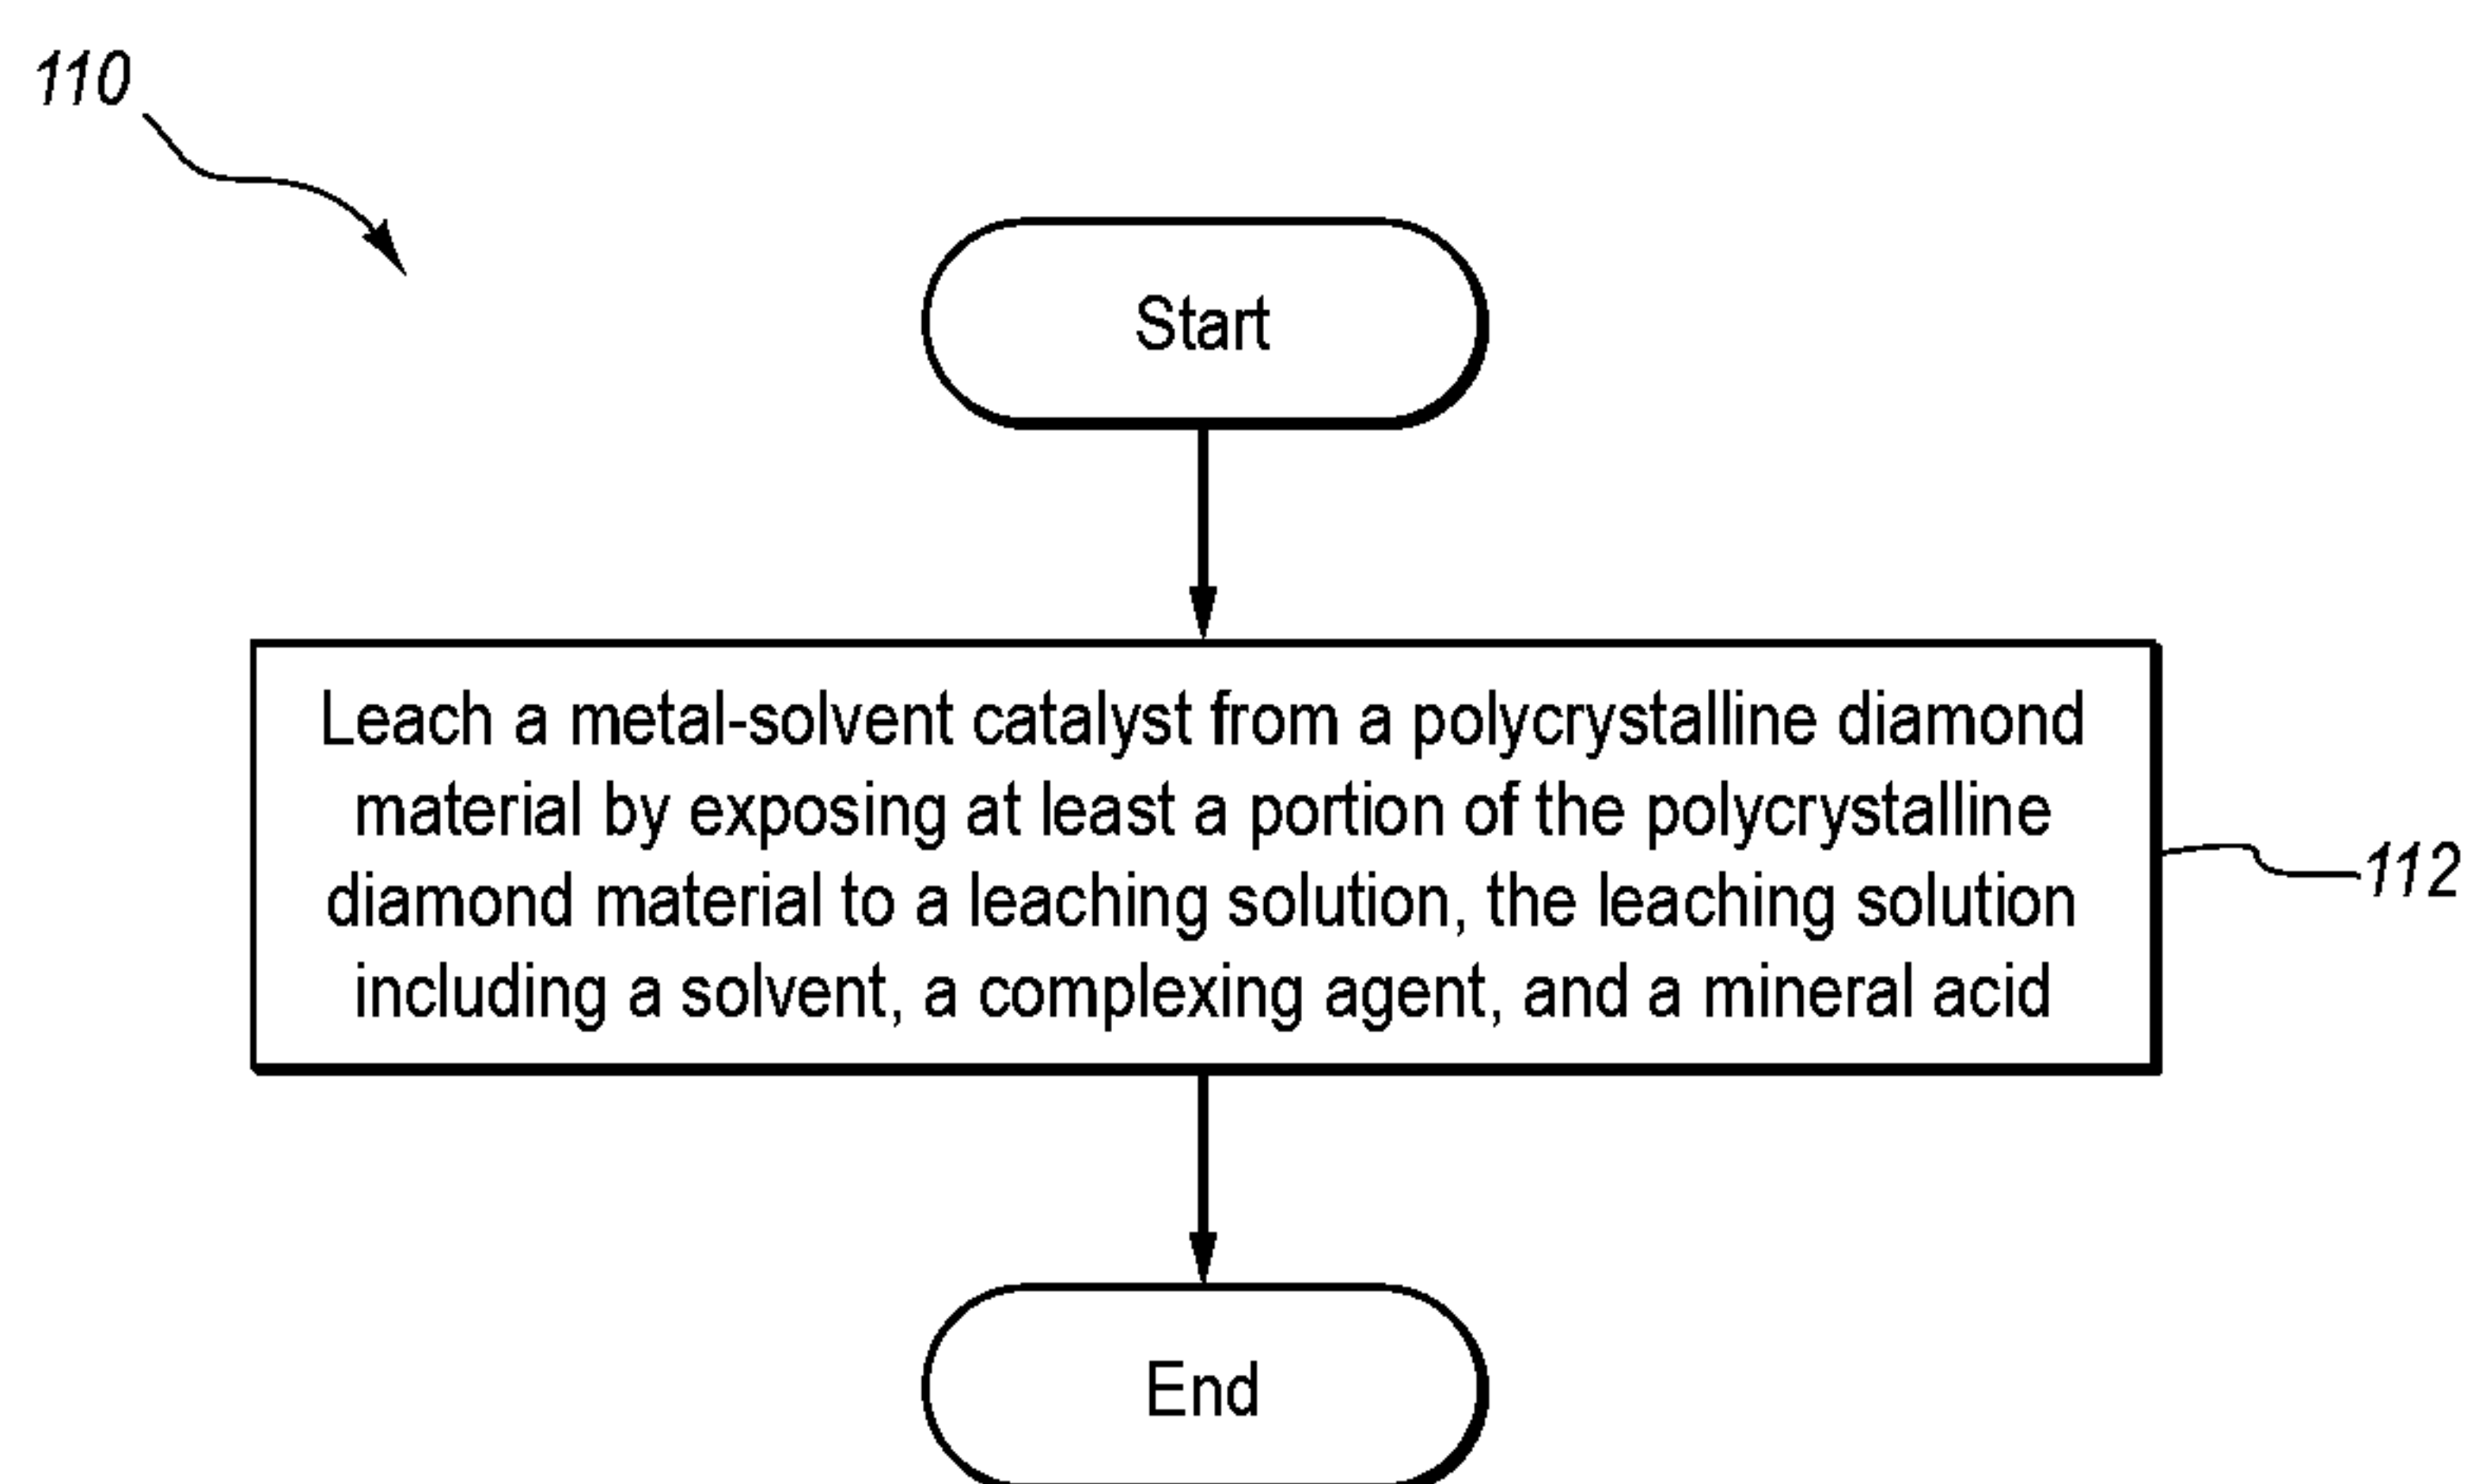 110
Start
Leach a metal-solvent catalyst from a polycrystalline diamond
material by exposing at least a portion of the polycrystalline
diamond material to a leaching solution, the leaching solution
including a solvent, a complexing agent, and a mineral acid
112
End